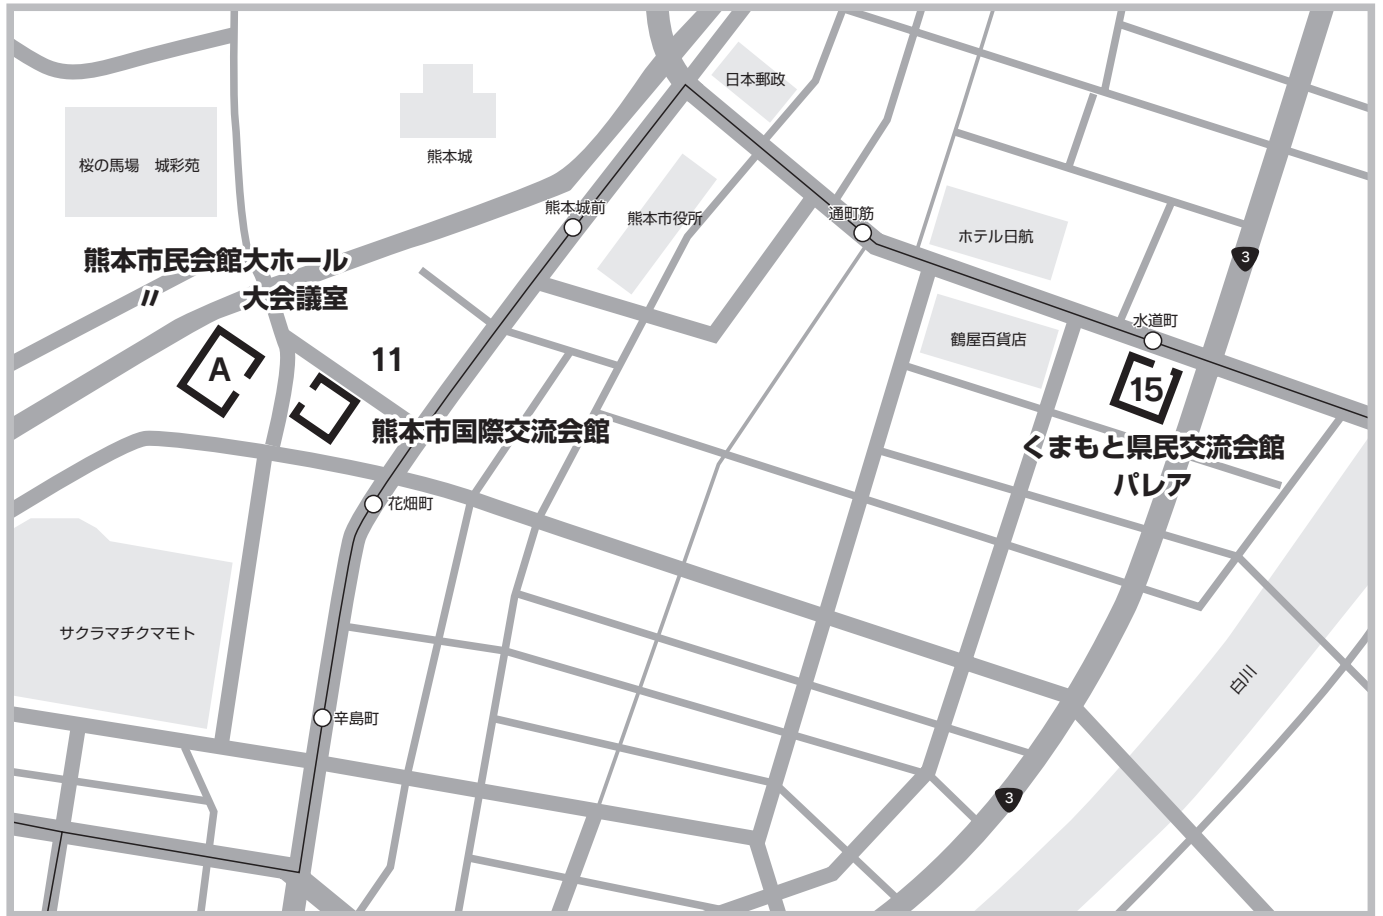 日本郵政
桜の馬場　城彩苑
熊本城
熊本城前
熊本市役所
通町筋
ホテル日航
3
熊本市民会館大ホール
〃　大会議室
A
11
熊本市国際交流会館
鶴屋百貨店
水道町
15
くまもと県民交流会館
パレア
花畑町
サクラマチクマモト
辛島町
白川
3